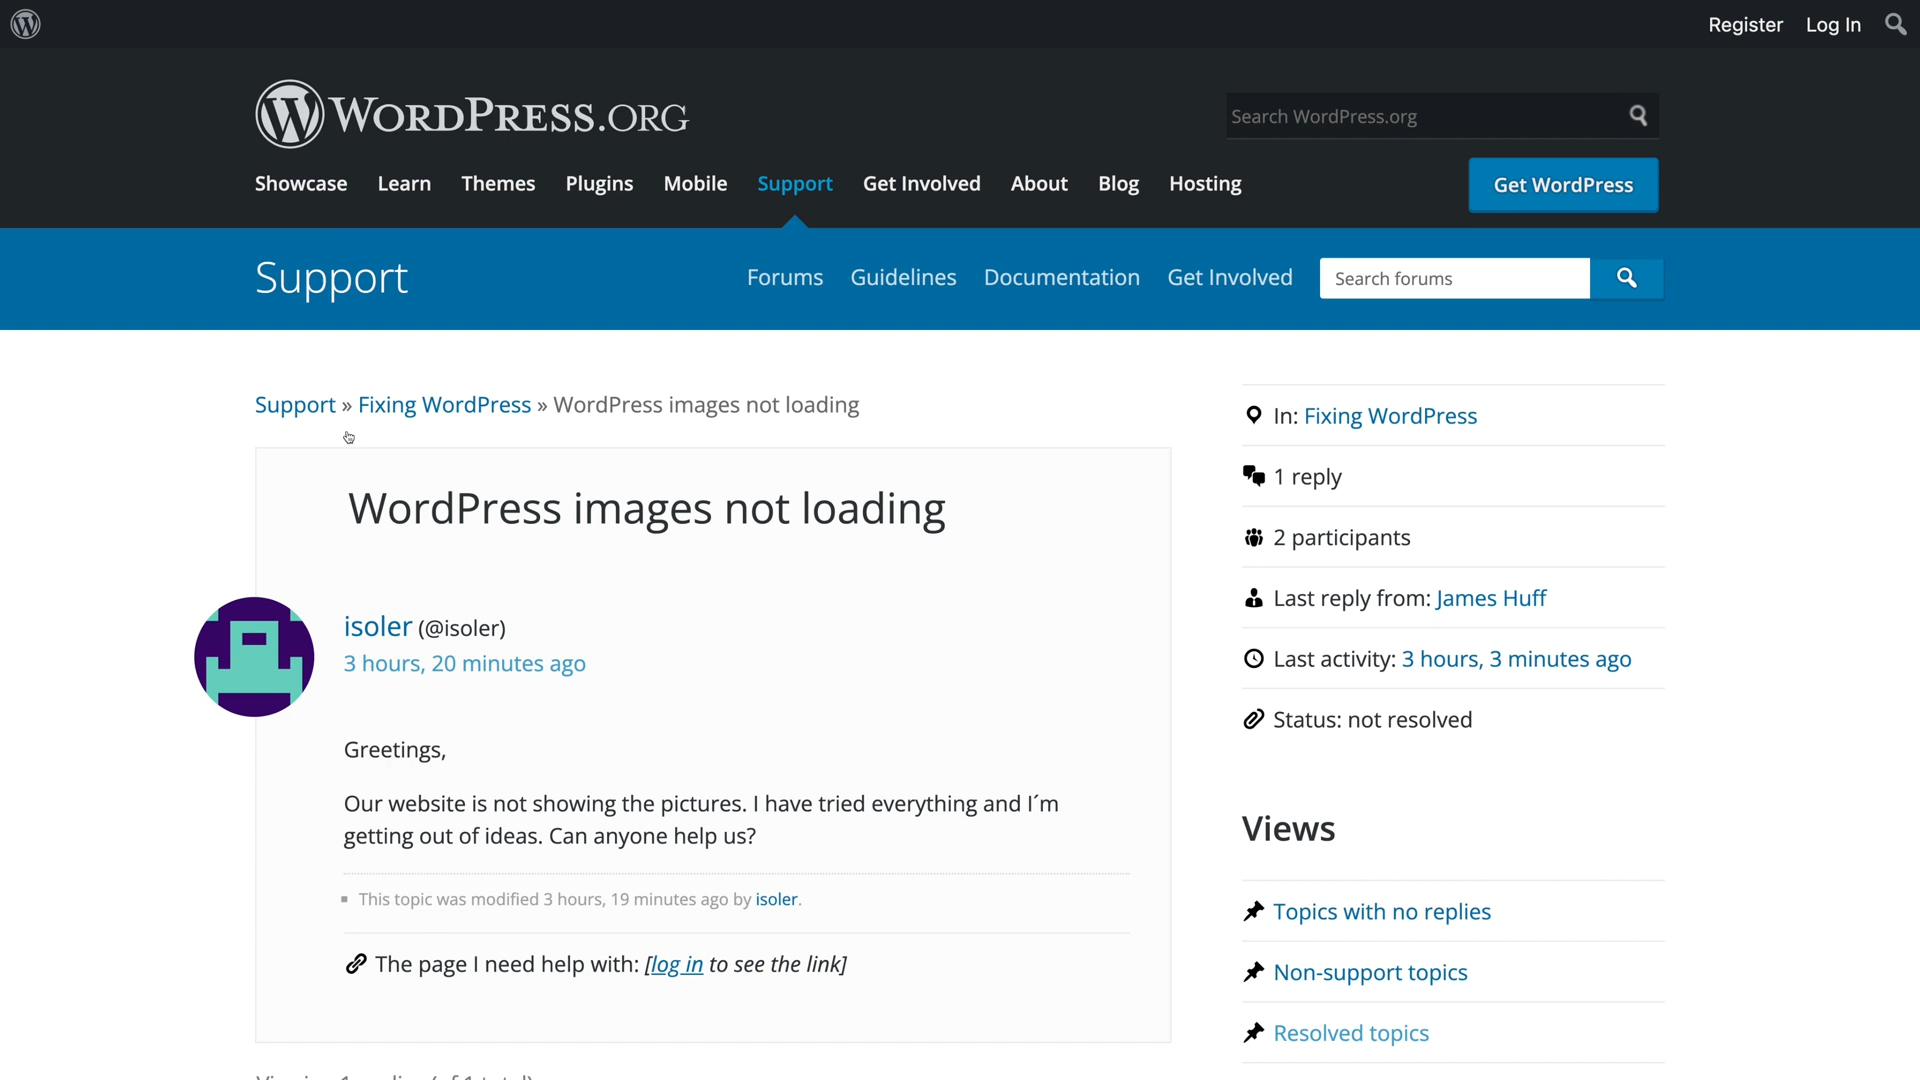 Register Log In
WORDPRESS.ORG
Search WordPress.org
Showcase Learn Themes Plugins Mobile Support Get Involved About Blog Hosting
Get WordPress
Support
Forums Guidelines Documentation Get Involved
Search forums
Support » Fixing WordPress » WordPress images not loading
WordPress images not loading
isoler (@isoler)
3 hours, 20 minutes ago
Greetings,
Our website is not showing the pictures. I have tried everything and I´m
getting out of ideas. Can anyone help us?
This topic was modified 3 hours, 19 minutes ago by isoler.
The page I need help with: [log in to see the link]
In: Fixing WordPress
1 reply
2 participants
Last reply from: James Huff
Last activity: 3 hours, 3 minutes ago
Status: not resolved
Views
Topics with no replies
Non-support topics
Resolved topics